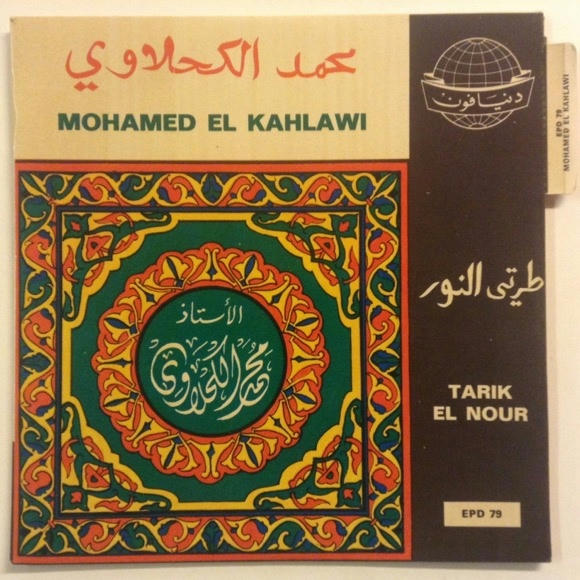 محمد الكحلاوي
MOHAMED EL KAHLAWI
دنيافون
EPD 79
MOHAMED EL KAHLAWI
طريق النور
TARIK
EL NOUR
EPD 79
الأستاذ
محمد الكحلاوى